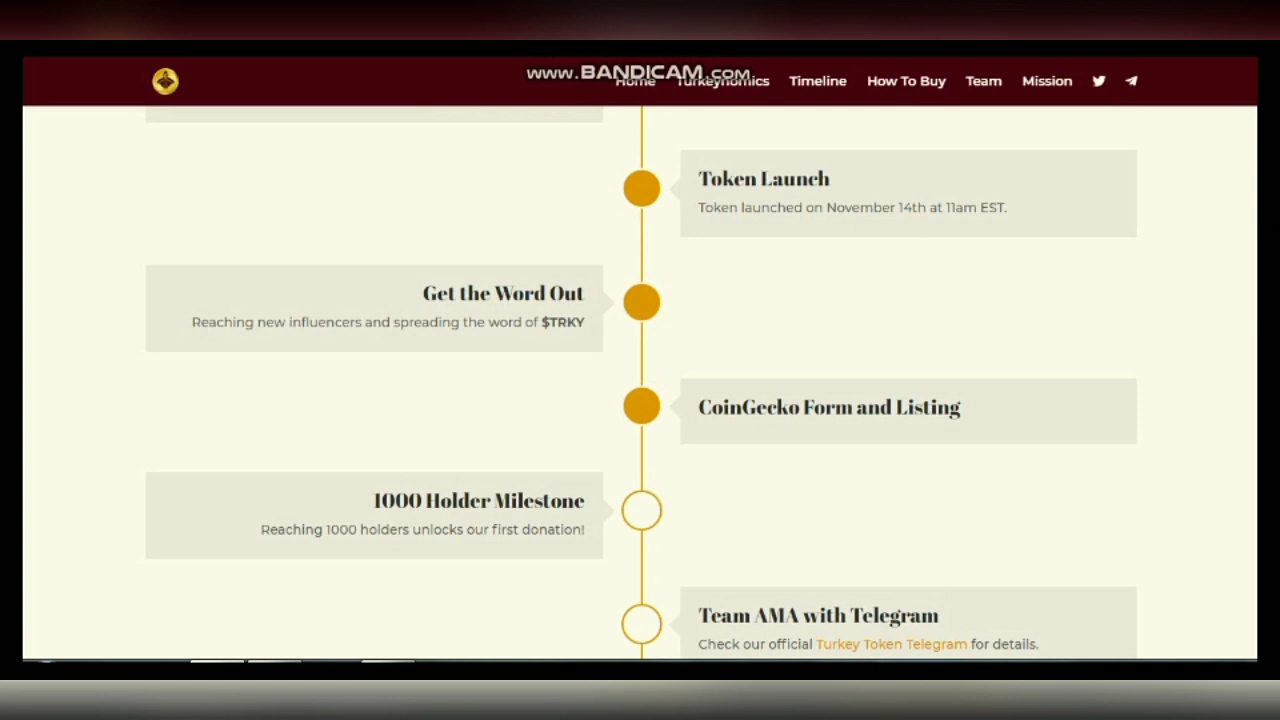 www.BANDICAM.com
Home Turkeynomics Timeline How To Buy Team Mission
Token Launch
Token launched on November 14th at 11am EST.
Get the Word Out
Reaching new influencers and spreading the word of $TRKY
CoinGecko Form and Listing
1000 Holder Milestone
Reaching 1000 holders unlocks our first donation!
Team AMA with Telegram
Check our official Turkey Token Telegram for details.